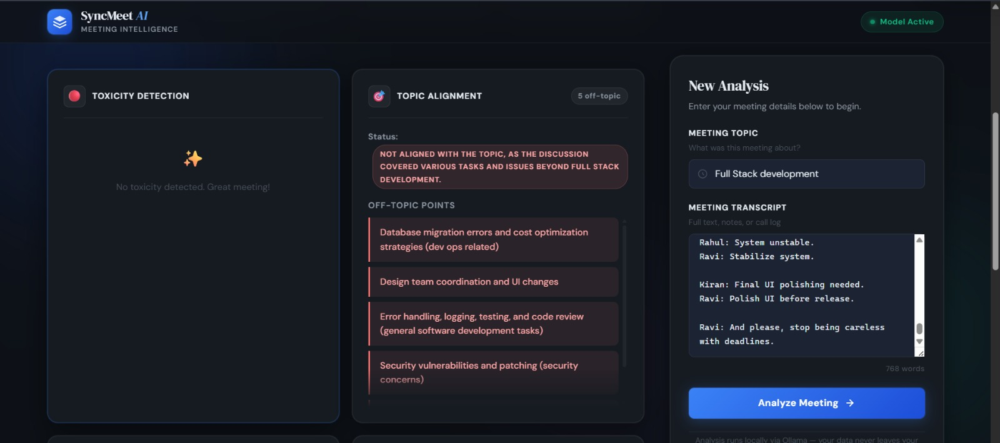 SyncMeet AI
MEETING INTELLIGENCE
Model Active
TOXICITY DETECTION
No toxicity detected. Great meeting!
TOPIC ALIGNMENT
5 off-topic
Status:
NOT ALIGNED WITH THE TOPIC, AS THE DISCUSSION
COVERED VARIOUS TASKS AND ISSUES BEYOND FULL STACK
DEVELOPMENT.
OFF-TOPIC POINTS
Database migration errors and cost optimization
strategies (dev ops related)
Design team coordination and UI changes
Error handling, logging, testing, and code review
(general software development tasks)
Security vulnerabilities and patching (security
concerns)
New Analysis
Enter your meeting details below to begin.
MEETING TOPIC
What was this meeting about?
Full Stack development
MEETING TRANSCRIPT
Full text, notes, or call log
Rahul: System unstable.
Ravi: Stabilize system.
Kiran: Final UI polishing needed.
Ravi: Polish UI before release.
Ravi: And please, stop being careless
with deadlines.
768 words
Analyze Meeting →
Analysis runs locally via Ollama — your data never leaves your